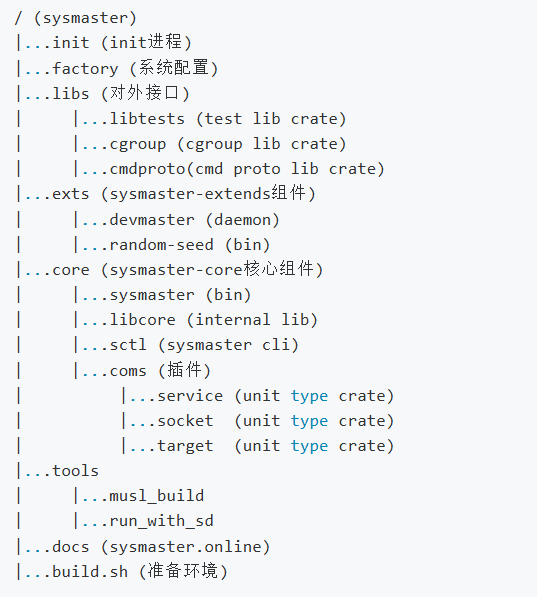 / (sysmaster)
|...init (init进程)
|...factory (系统配置)
|...libs (对外接口)
|     |...libtests (test lib crate)
|     |...cgroup (cgroup lib crate)
|     |...cmdproto(cmd proto lib crate)
|...exts (sysmaster-extends组件)
|     |...devmaster (daemon)
|     |...random-seed (bin)
|...core (sysmaster-core核心组件)
|     |...sysmaster (bin)
|     |...libcore (internal lib)
|     |...sctl (sysmaster cli)
|     |...coms (插件)
|          |...service (unit type crate)
|          |...socket  (unit type crate)
|          |...target  (unit type crate)
|...tools
|     |...musl_build
|     |...run_with_sd
|...docs (sysmaster.online)
|...build.sh (准备环境)